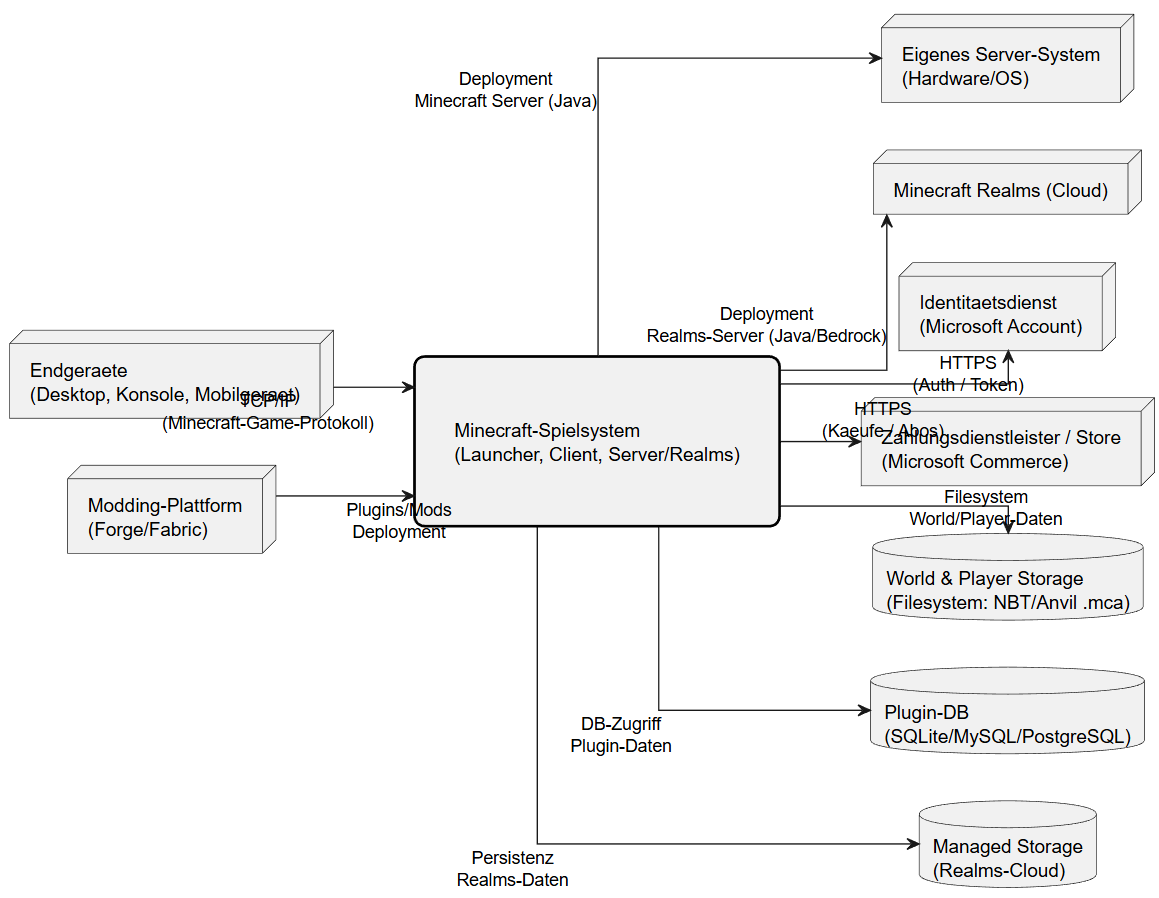 Eigenes Server-System
(Hardware/OS)
Deployment
Minecraft Server (Java)
Minecraft Realms (Cloud)
Deployment
Realms-Server (Java/Bedrock)
Identitaetsdienst
(Microsoft Account)
HTTPS
(Auth / Token)
Endgeraete
(Desktop, Konsole, Mobilgeraet)
TCP/IP
(Minecraft-Game-Protokoll)
Minecraft-Spielsystem
(Launcher, Client, Server/Realms)
HTTPS
(Kaeufe / Abos)
Zahlungsdienstleister / Store
(Microsoft Commerce)
Modding-Plattform
(Forge/Fabric)
Plugins/Mods
Deployment
Filesystem
World/Player-Daten
World & Player Storage
(Filesystem: NBT/Anvil .mca)
DB-Zugriff
Plugin-Daten
Plugin-DB
(SQLite/MySQL/PostgreSQL)
Persistenz
Realms-Daten
Managed Storage
(Realms-Cloud)